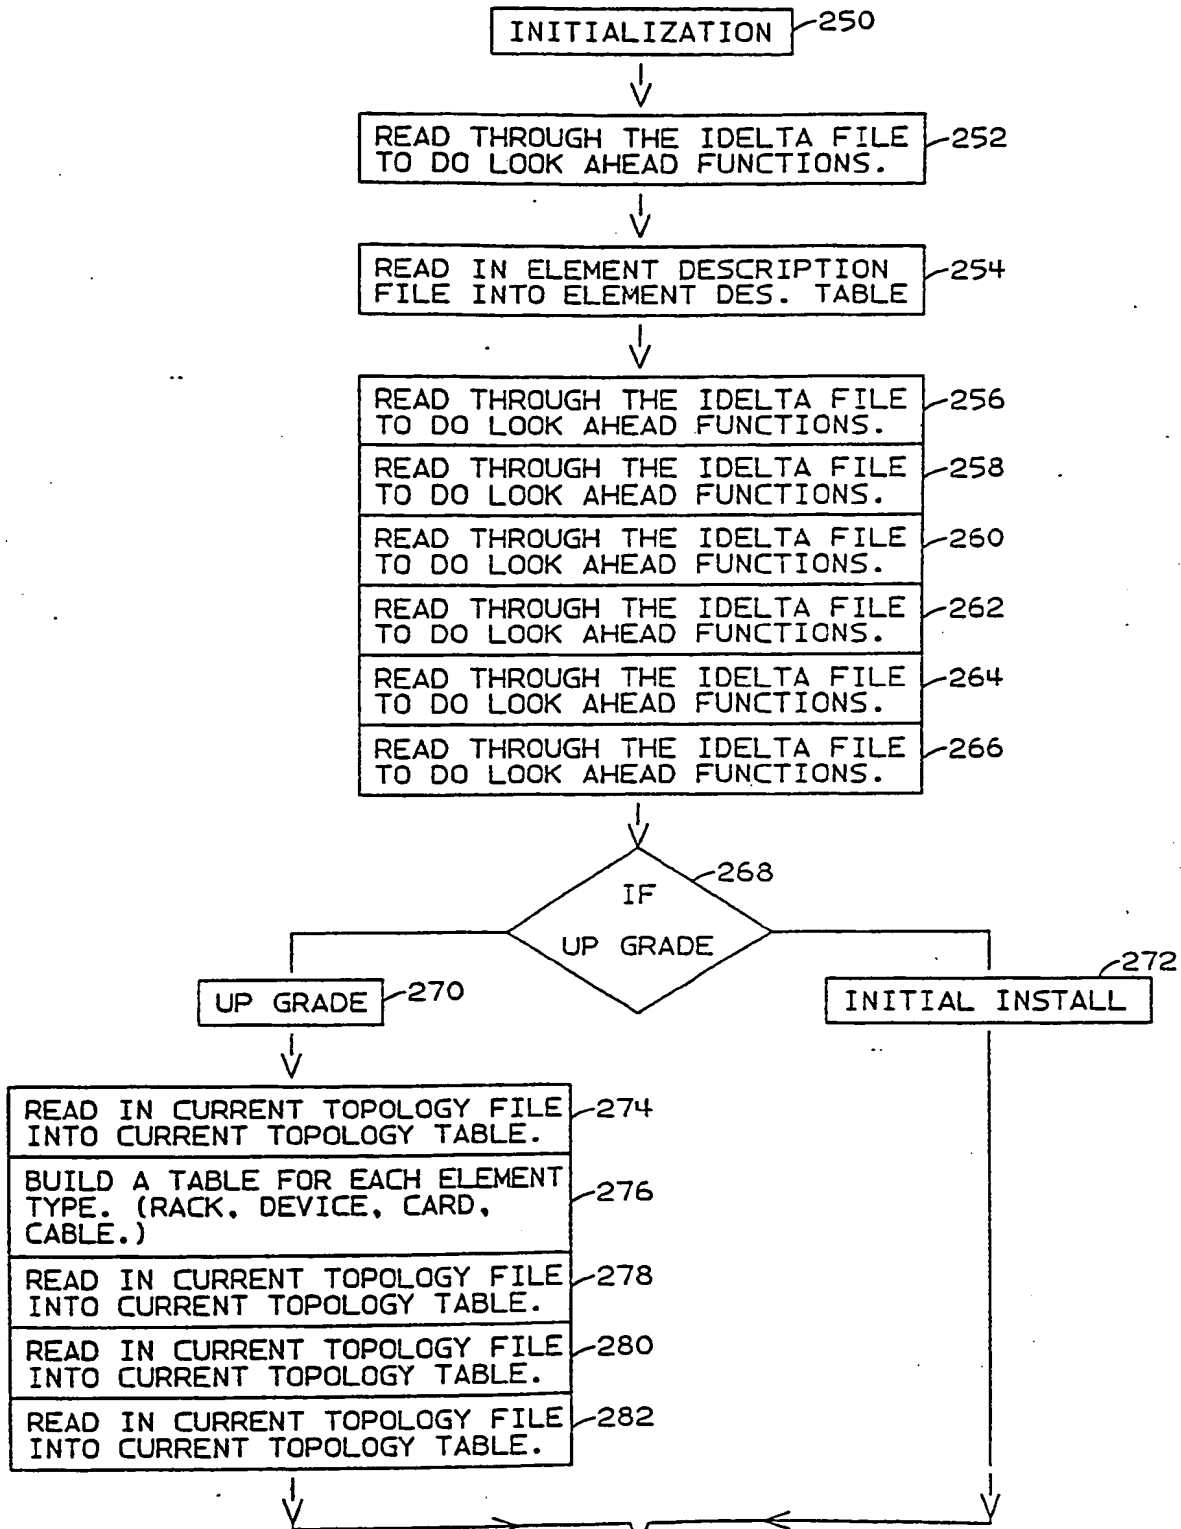 INITIALIZATION 250
READ THROUGH THE IDELTA FILE
TO DO LOOK AHEAD FUNCTIONS.
252
READ IN ELEMENT DESCRIPTION
FILE INTO ELEMENT DES. TABLE
254
READ THROUGH THE IDELTA FILE
TO DO LOOK AHEAD FUNCTIONS.
256
READ THROUGH THE IDELTA FILE
TO DO LOOK AHEAD FUNCTIONS.
258
READ THROUGH THE IDELTA FILE
TO DO LOOK AHEAD FUNCTIONS.
260
READ THROUGH THE IDELTA FILE
TO DO LOOK AHEAD FUNCTIONS.
262
READ THROUGH THE IDELTA FILE
TO DO LOOK AHEAD FUNCTIONS.
264
READ THROUGH THE IDELTA FILE
TO DO LOOK AHEAD FUNCTIONS.
266
IF
UP GRADE
268
UP GRADE 270
INITIAL INSTALL
272
READ IN CURRENT TOPOLOGY FILE
INTO CURRENT TOPOLOGY TABLE.
274
BUILD A TABLE FOR EACH ELEMENT
TYPE. (RACK, DEVICE, CARD,
CABLE.)
276
READ IN CURRENT TOPOLOGY FILE
INTO CURRENT TOPOLOGY TABLE.
278
READ IN CURRENT TOPOLOGY FILE
INTO CURRENT TOPOLOGY TABLE.
280
READ IN CURRENT TOPOLOGY FILE
INTO CURRENT TOPOLOGY TABLE.
282